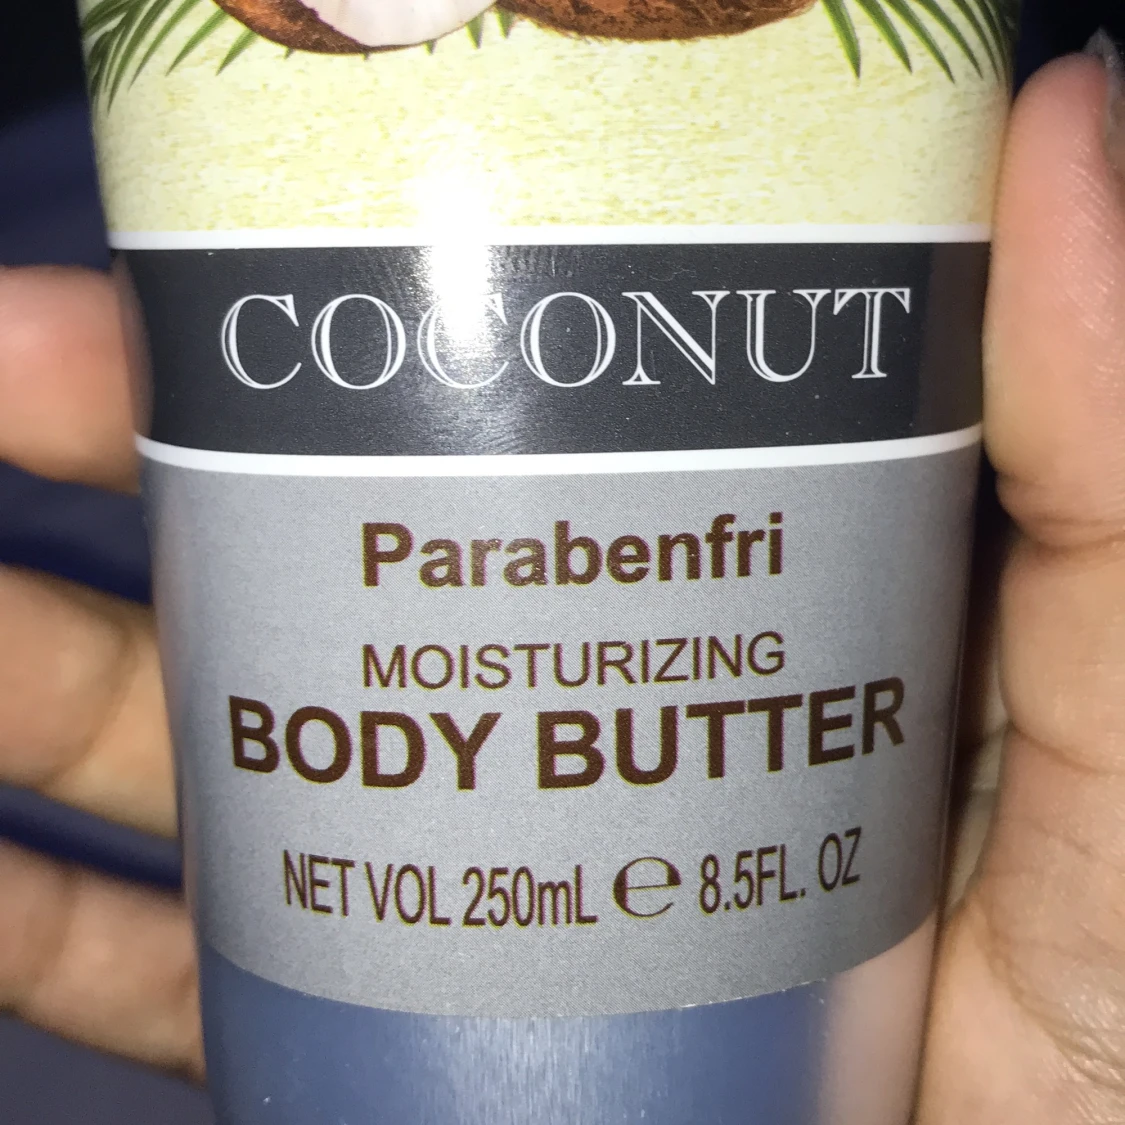 COCONUT
Parabenfri
MOISTURIZING
BODY BUTTER
NET VOL 250mL ℮ 8.5FL. OZ